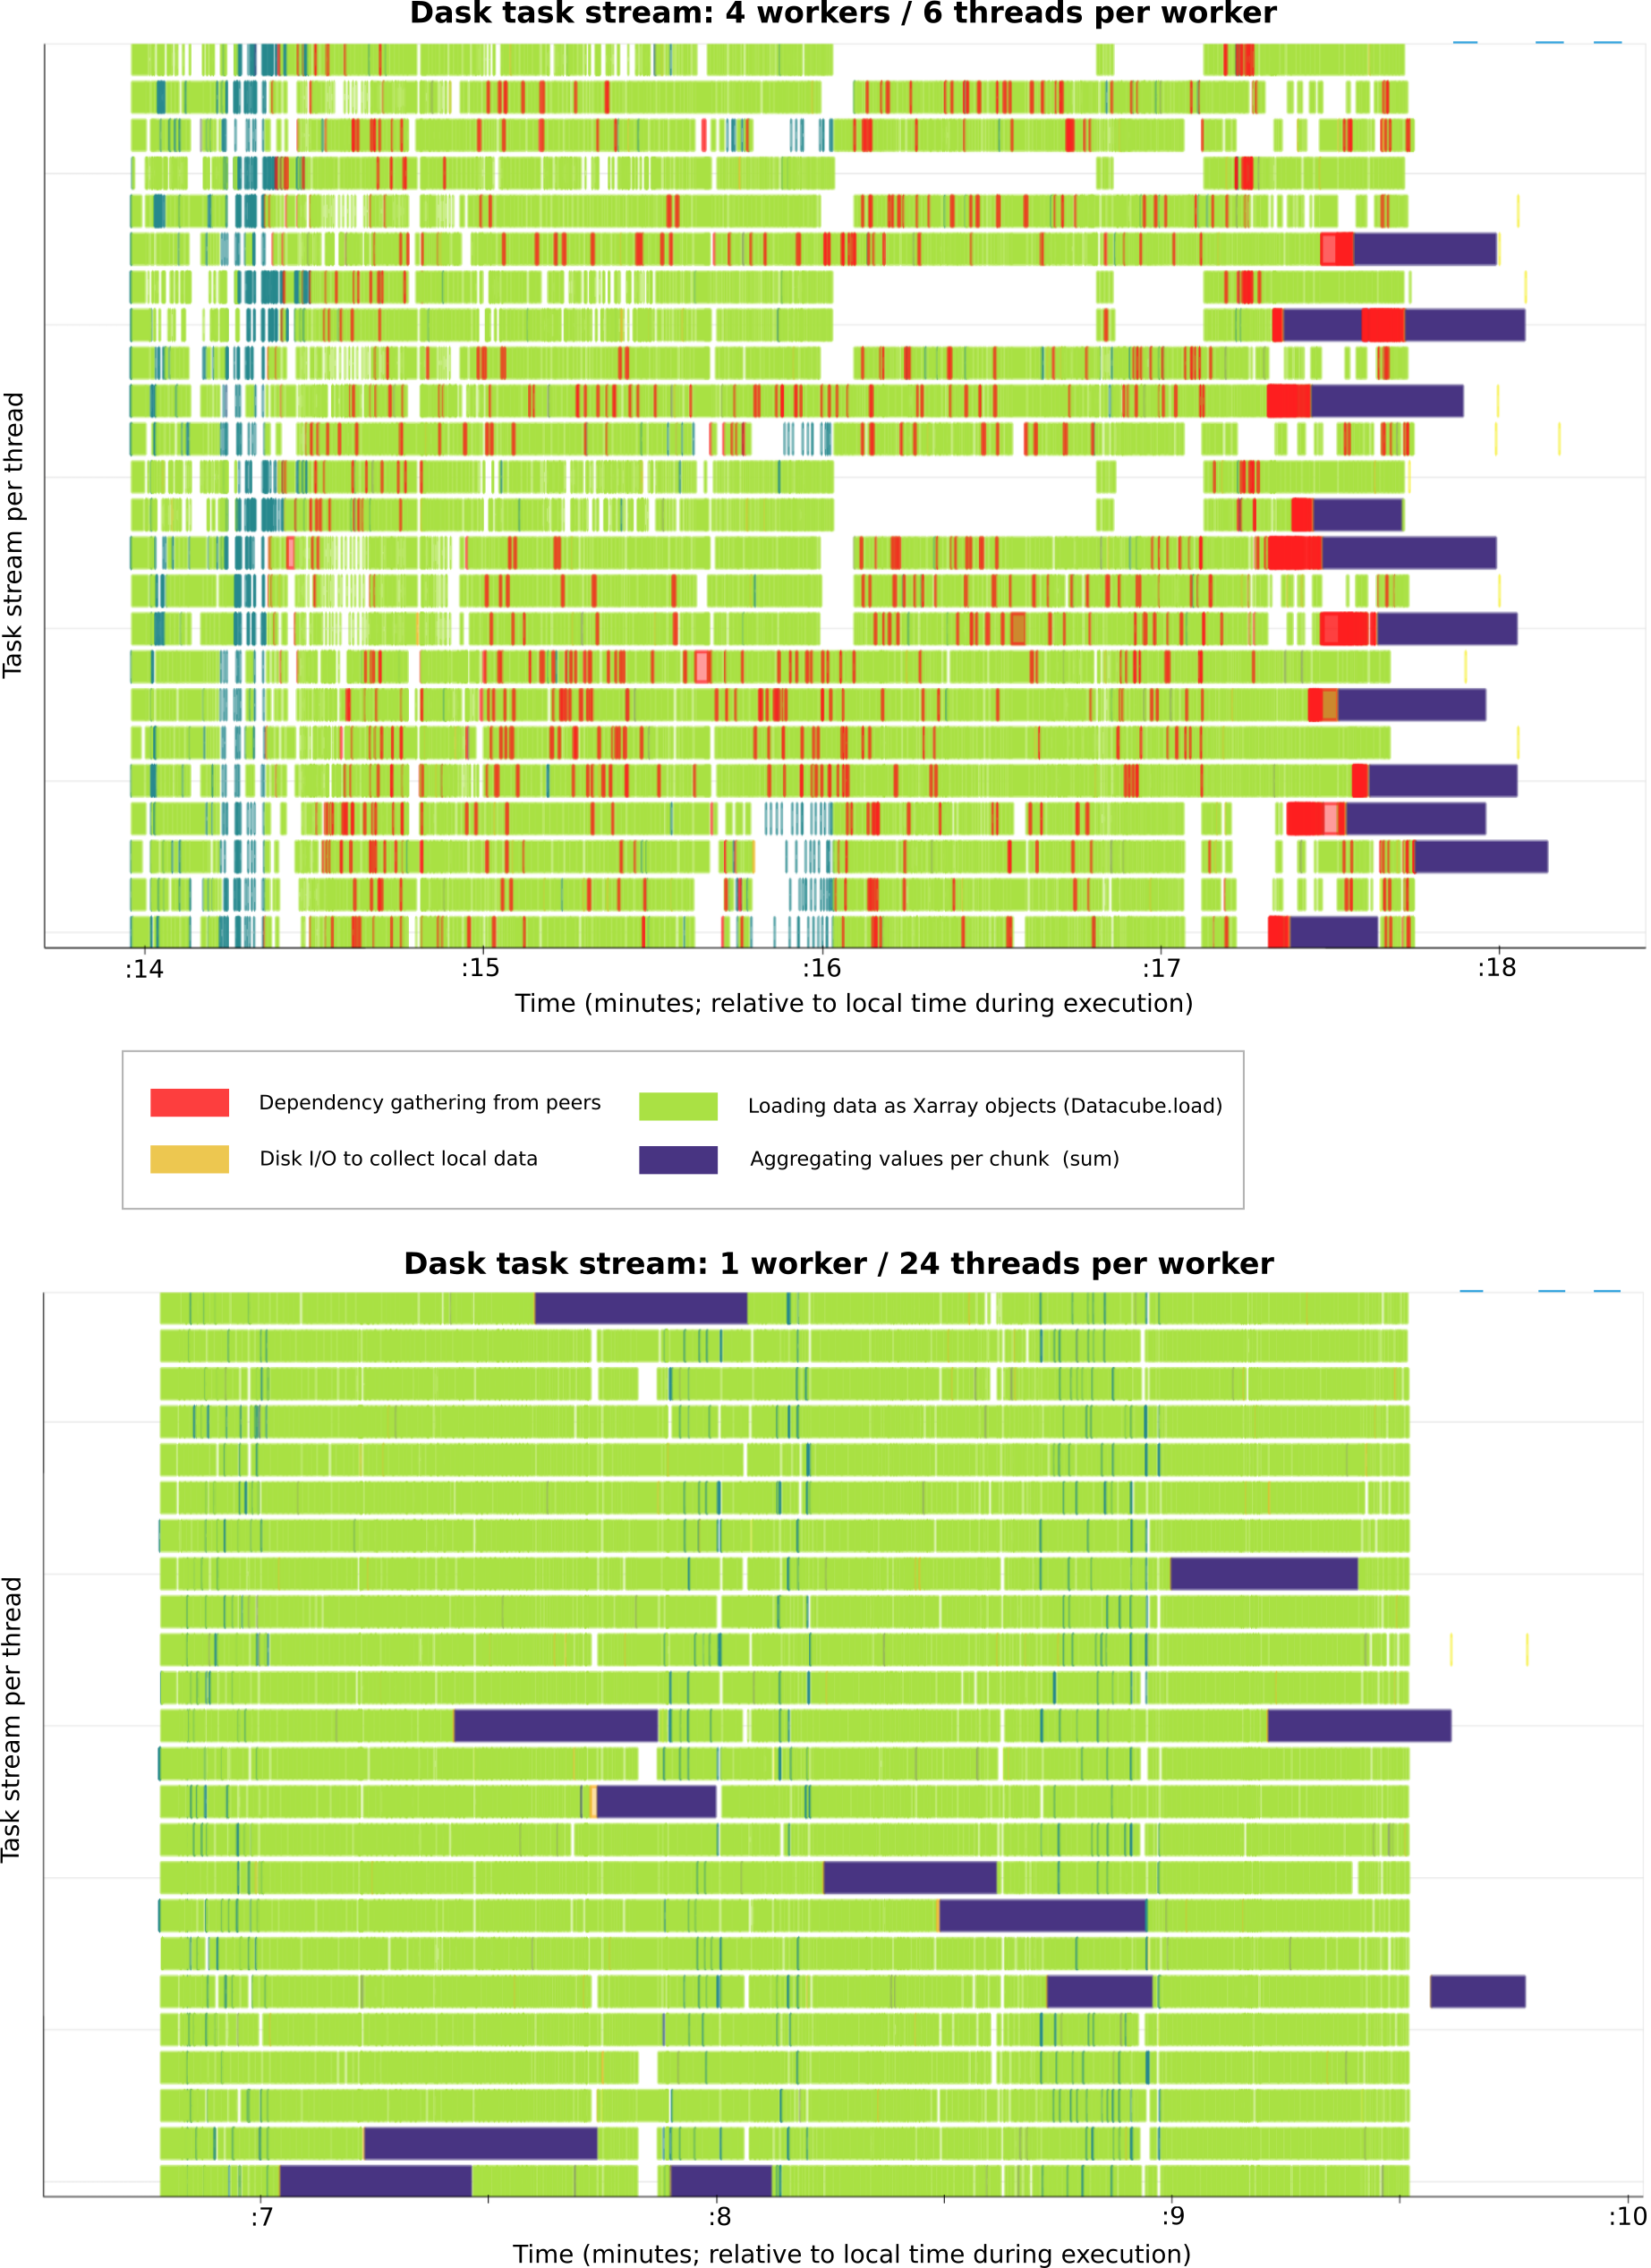 Dask task stream: 4 workers / 6 threads per worker
Task stream per thread
:14 :15 :16 :17 :18
Time (minutes; relative to local time during execution)
Dependency gathering from peers
Loading data as Xarray objects (Datacube.load)
Disk I/O to collect local data
Aggregating values per chunk (sum)
Dask task stream: 1 worker / 24 threads per worker
Task stream per thread
:7 :8 :9 :10
Time (minutes; relative to local time during execution)